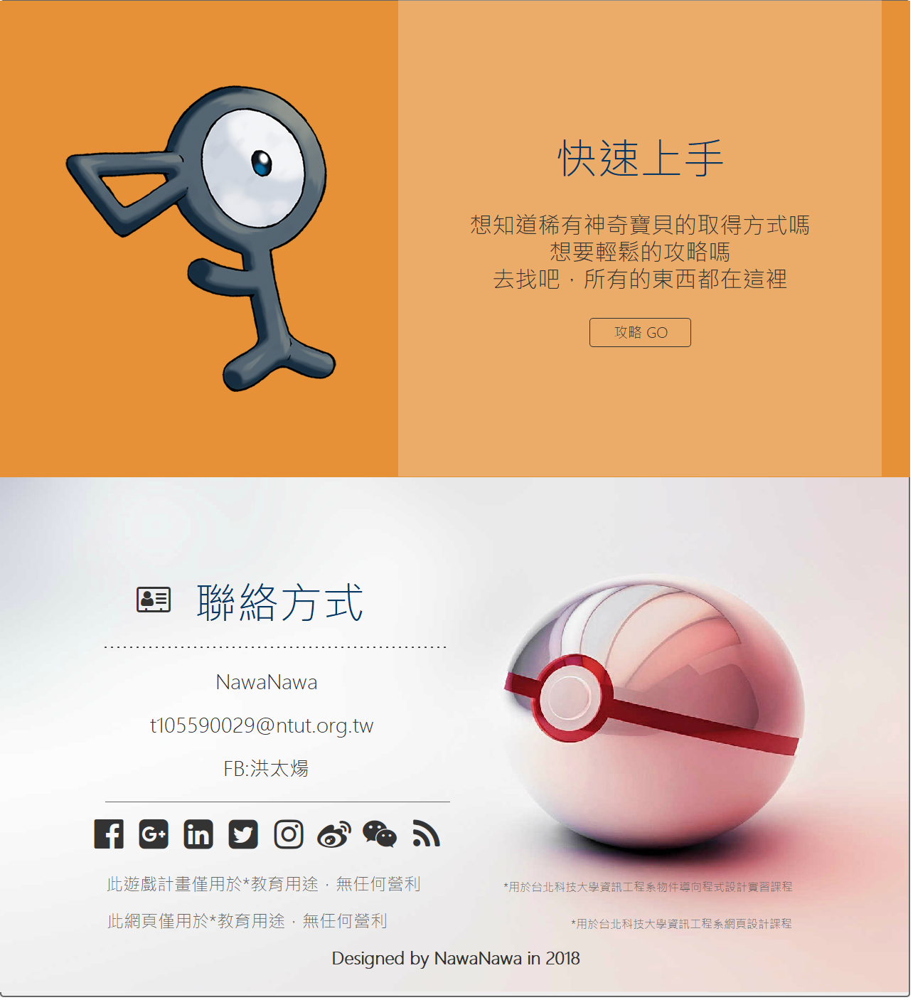 快速上手
想知道稀有神奇寶貝的取得方式嗎
想要輕鬆的攻略嗎
去找吧，所有的東西都在這裡
攻略 GO
聯絡方式
NawaNawa
t105590029@ntut.org.tw
FB:洪太煬
此遊戲計畫僅用於*教育用途，無任何營利
*用於台北科技大學資訊工程系物件導向程式設計實習課程
此網頁僅用於*教育用途，無任何營利
*用於台北科技大學資訊工程系網頁設計課程
Designed by NawaNawa in 2018